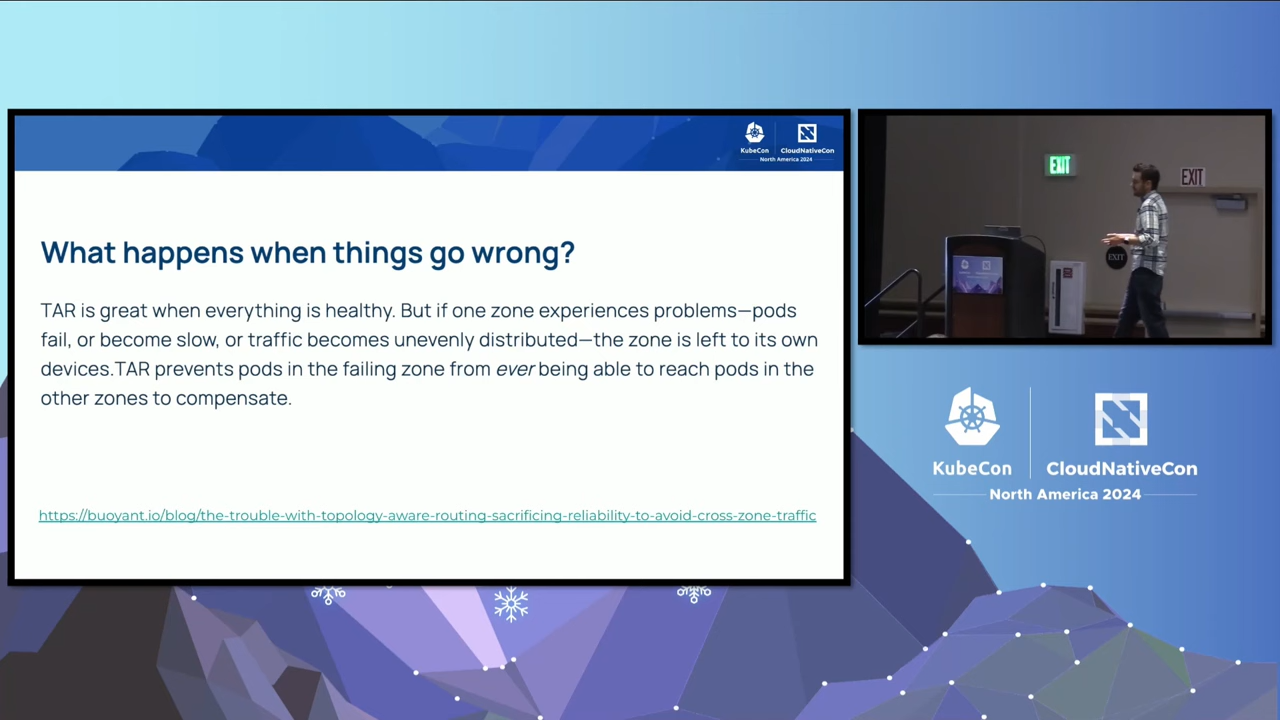 KubeCon
CloudNativeCon
North America 2024
What happens when things go wrong?
TAR is great when everything is healthy. But if one zone experiences problems—pods
fail, or become slow, or traffic becomes unevenly distributed—the zone is left to its own
devices.TAR prevents pods in the failing zone from ever being able to reach pods in the
other zones to compensate.
https://buoyant.io/blog/the-trouble-with-topology-aware-routing-sacrificing-reliability-to-avoid-cross-zone-traffic
EXIT
EXIT
EXIT
KubeCon
CloudNativeCon
North America 2024